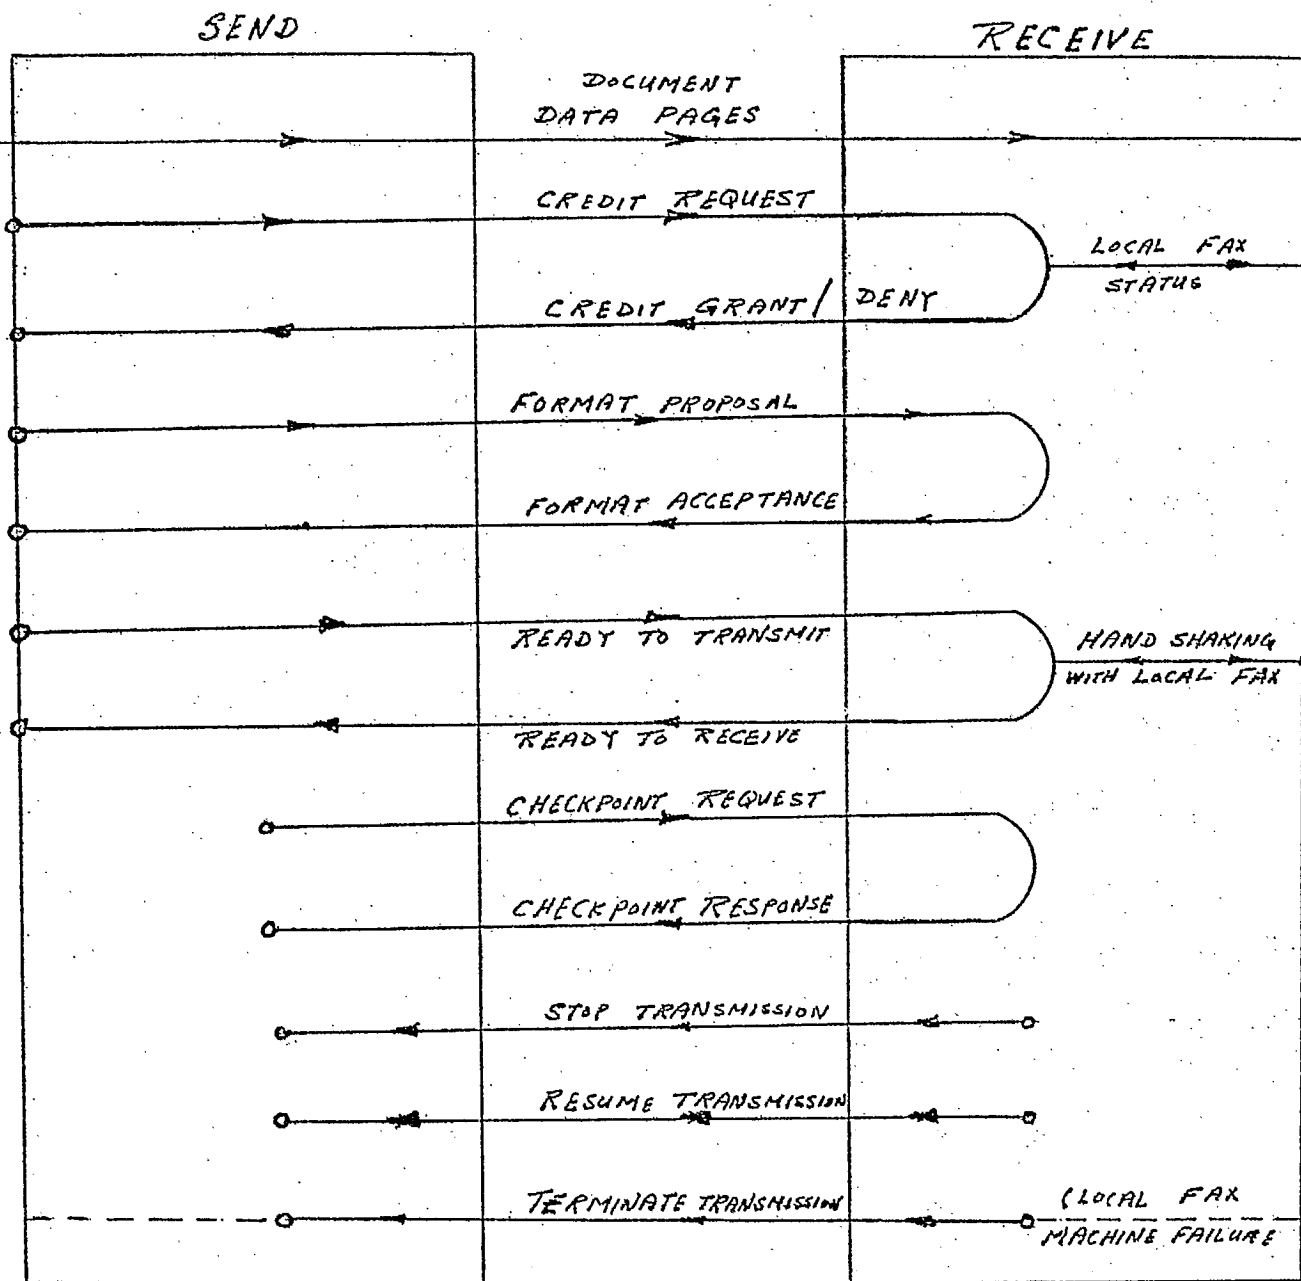 SEND
RECEIVE
DOCUMENT
DATA PAGES
CREDIT REQUEST
LOCAL FAX
STATUS
CREDIT GRANT / DENY
FORMAT PROPOSAL
FORMAT ACCEPTANCE
READY TO TRANSMIT
HAND SHAKING
WITH LOCAL FAX
READY TO RECEIVE
CHECKPOINT REQUEST
CHECKPOINT RESPONSE
STOP TRANSMISSION
RESUME TRANSMISSION
TERMINATE TRANSMISSION
(LOCAL FAX
MACHINE FAILURE